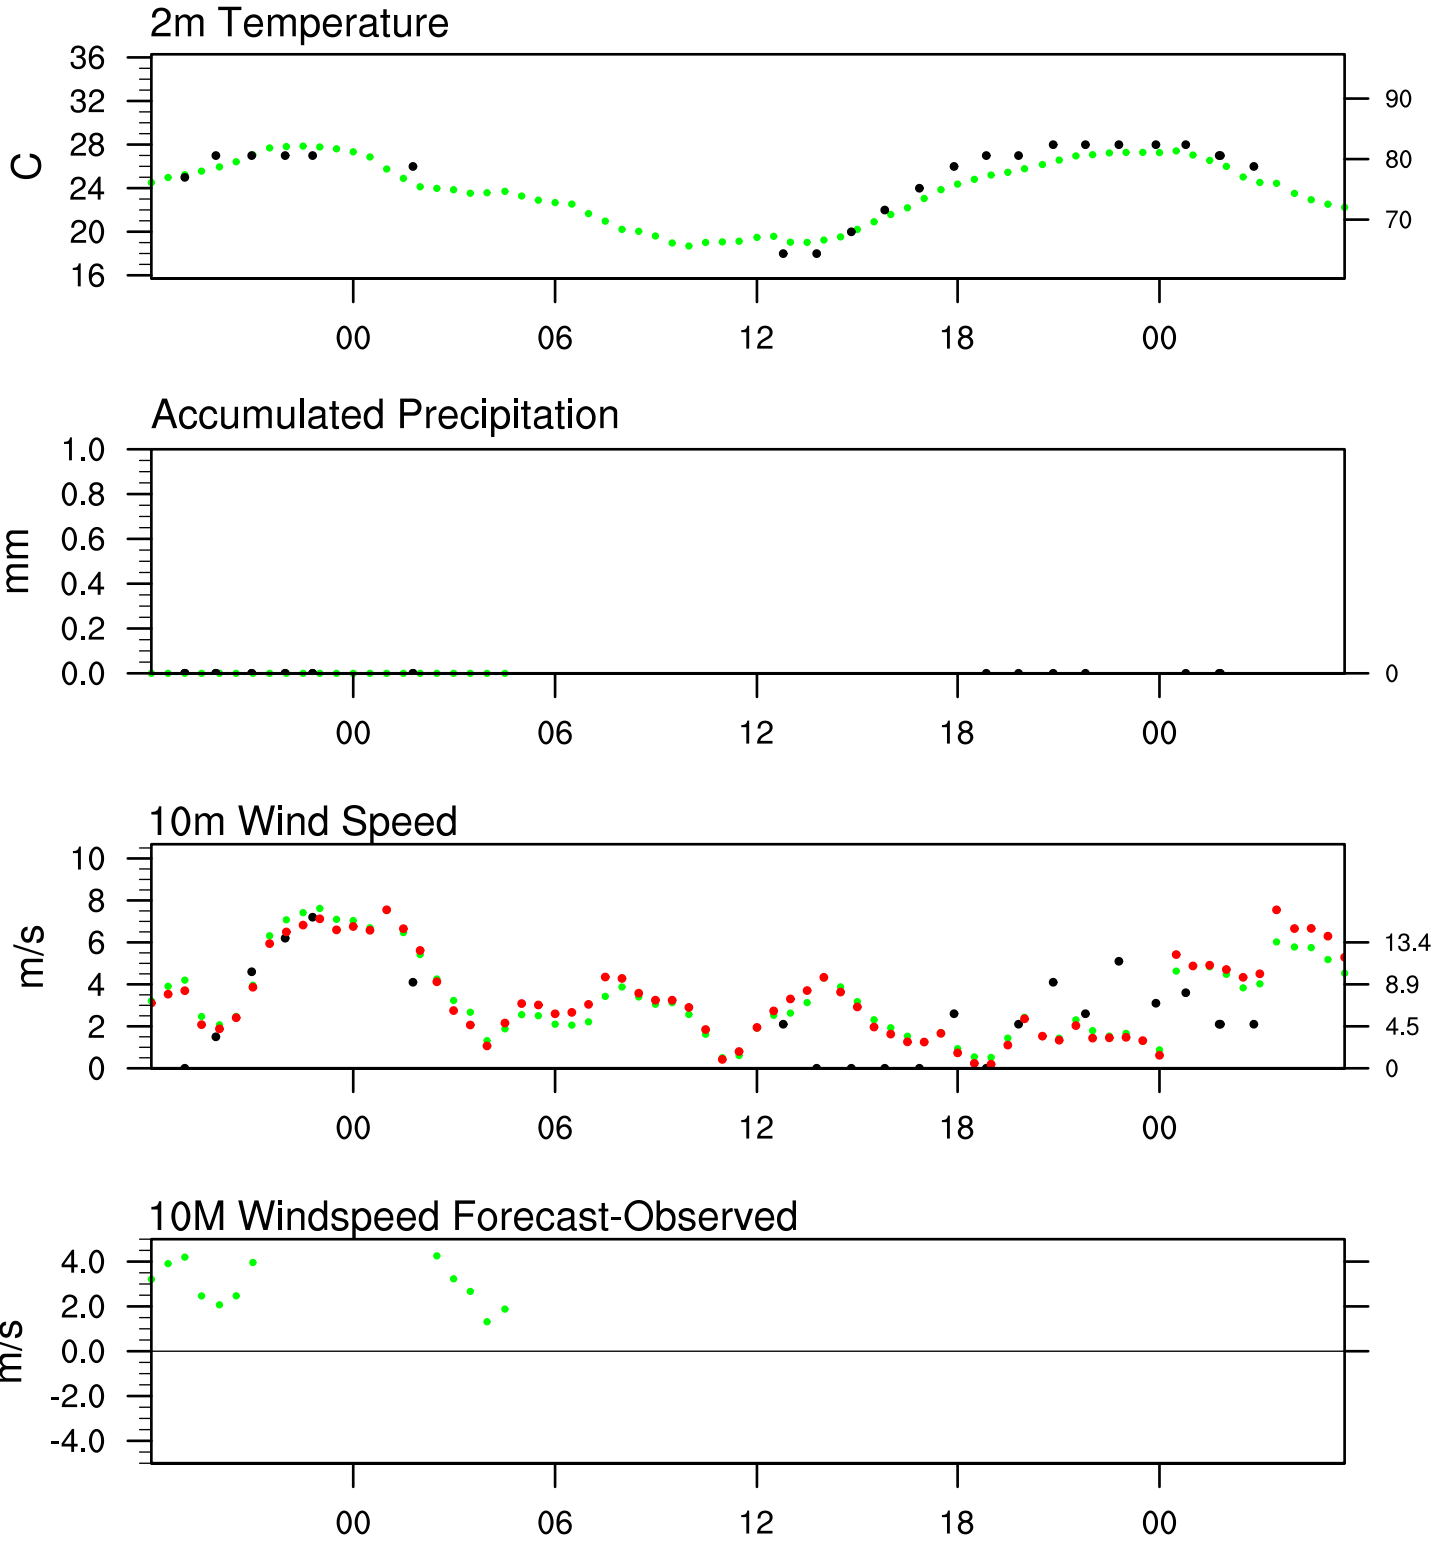 2m Temperature
36
32
28
24
20
16
C
90
80
70
00 06 12 18 00
Accumulated Precipitation
1.0
0.8
0.6
0.4
0.2
0.0
mm
0
00 06 12 18 00
10m Wind Speed
10
8
6
4
2
0
m/s
13.4
8.9
4.5
0
00 06 12 18 00
10M Windspeed Forecast-Observed
4.0
2.0
0.0
-2.0
-4.0
m/s
00 06 12 18 00